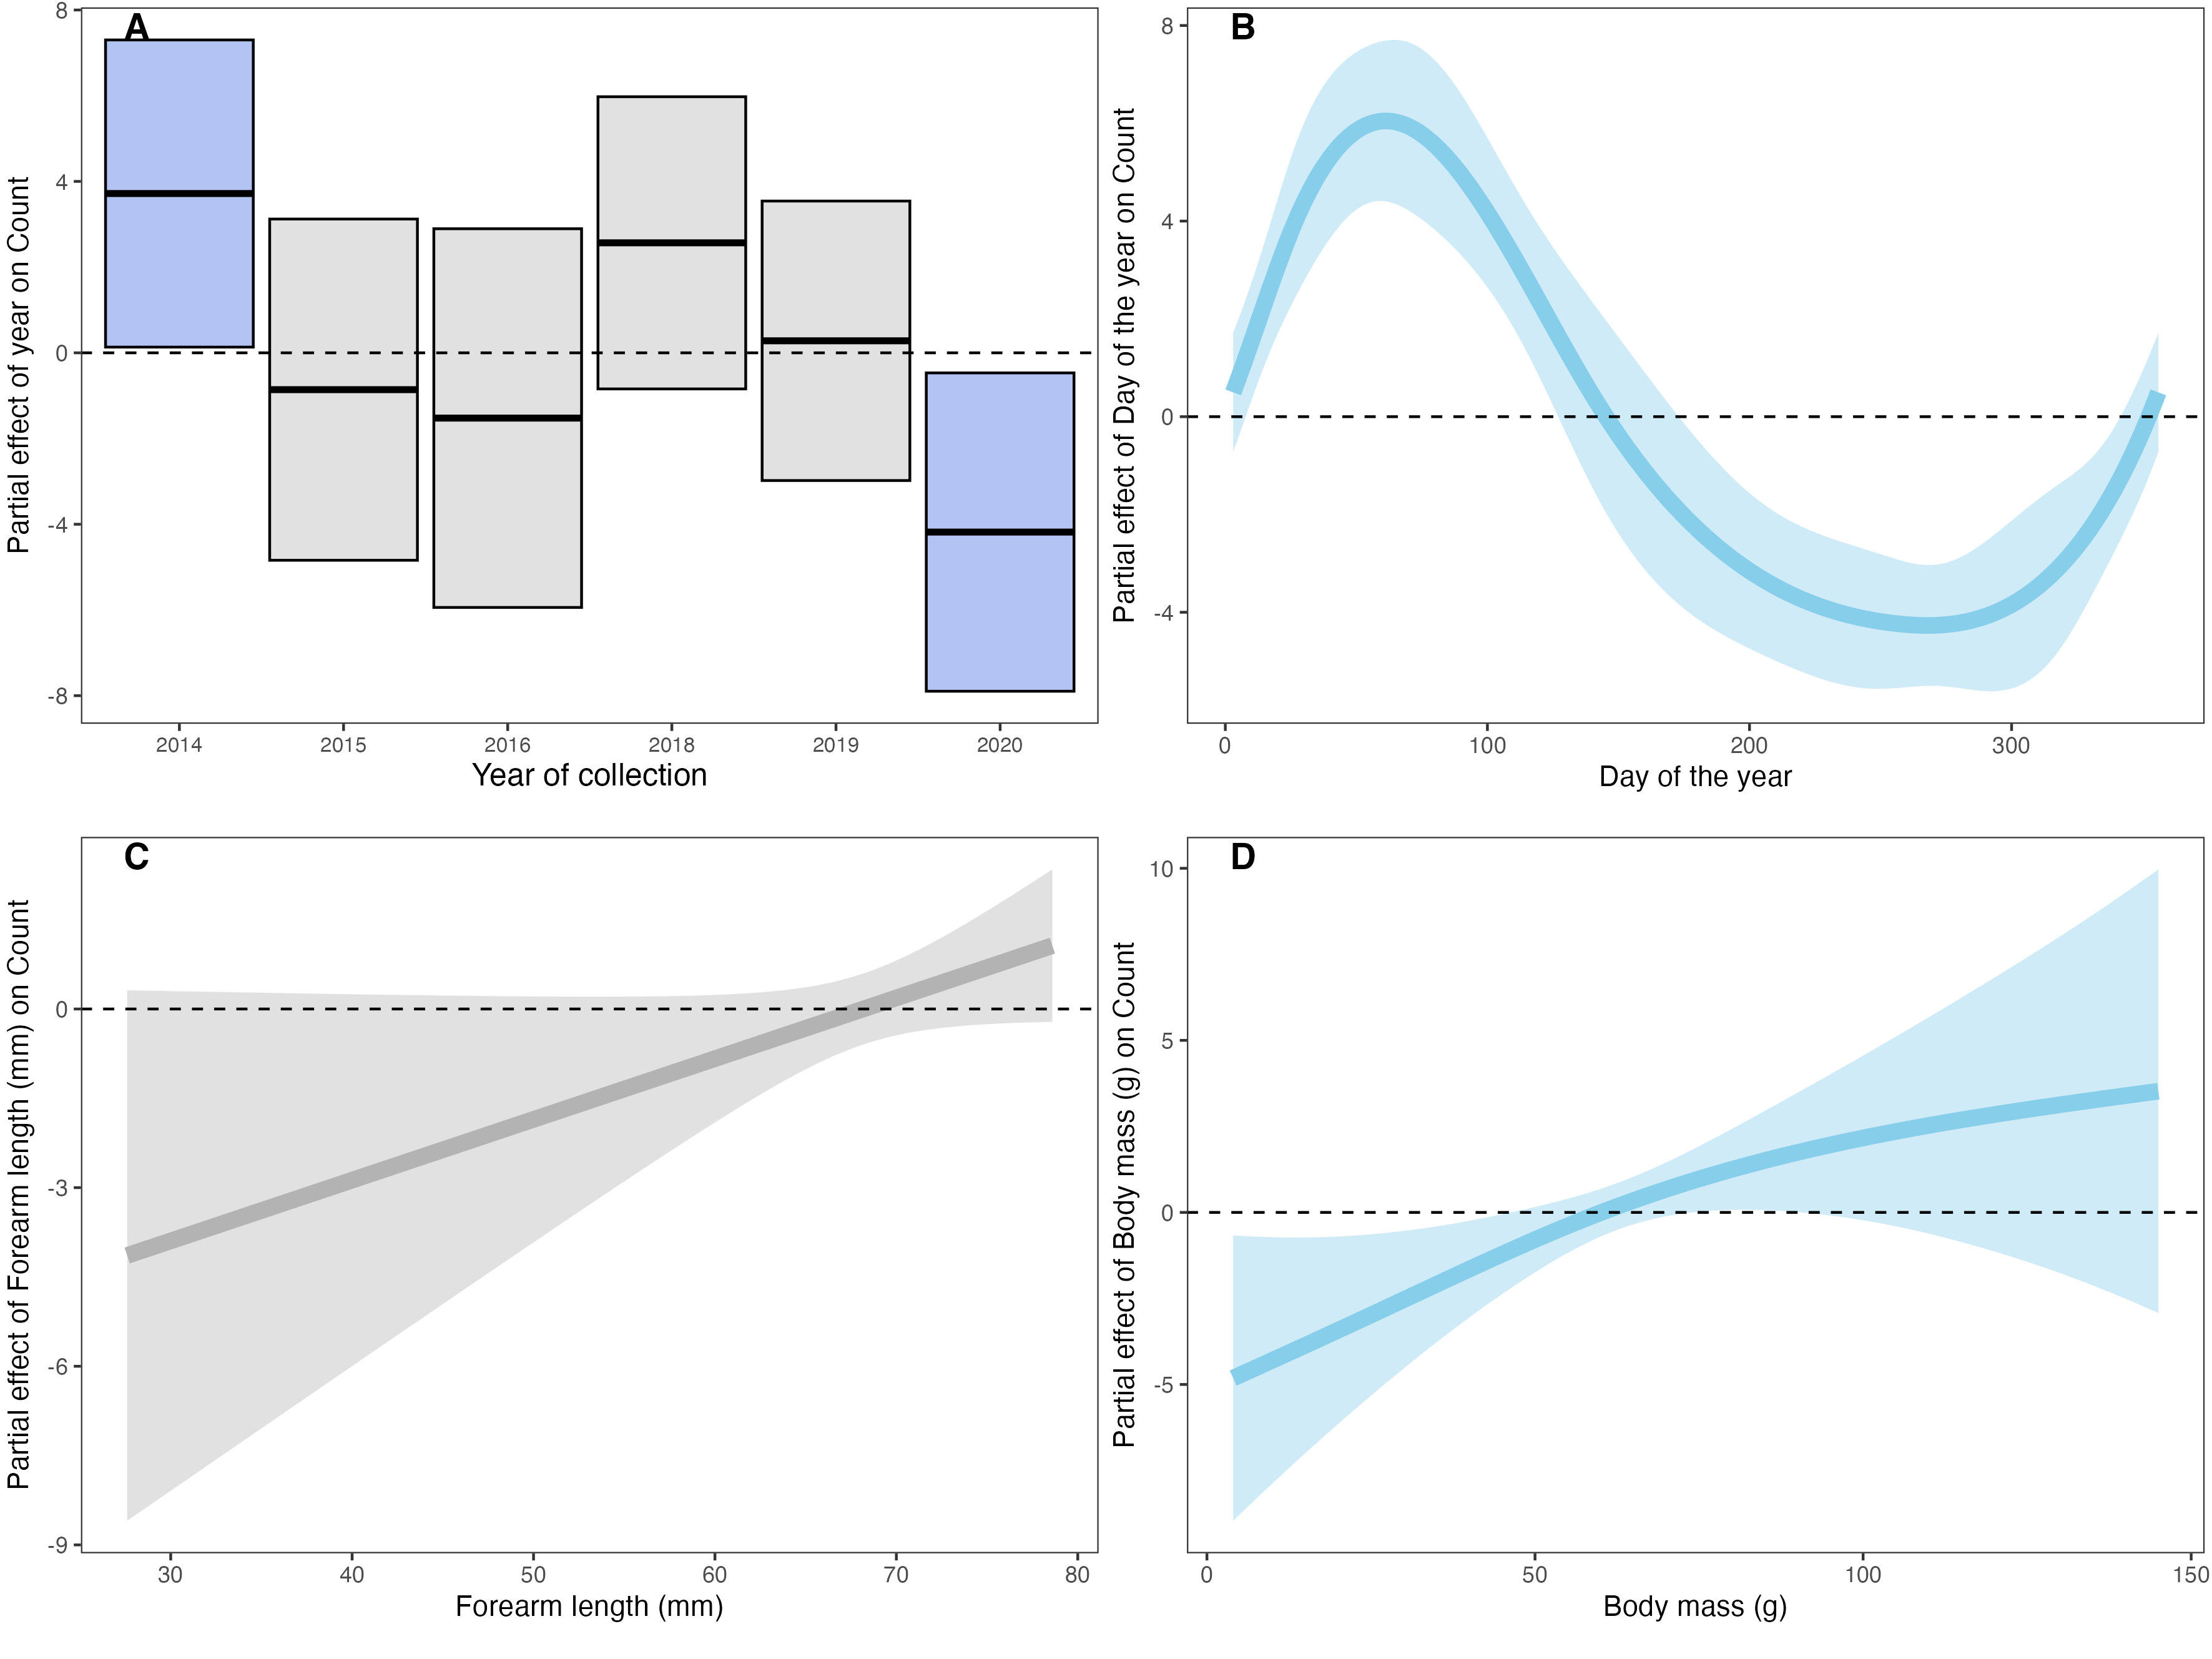 A
8
4
0
-4
-8
Partial effect of year on Count
2014 2015 2016 2018 2019 2020
Year of collection
B
8
4
0
-4
Partial effect of Day of the year on Count
0 100 200 300
Day of the year
C
0
-3
-6
-9
Partial effect of Forearm length (mm) on Count
30 40 50 60 70 80
Forearm length (mm)
D
10
5
0
-5
Partial effect of Body mass (g) on Count
0 50 100 150
Body mass (g)